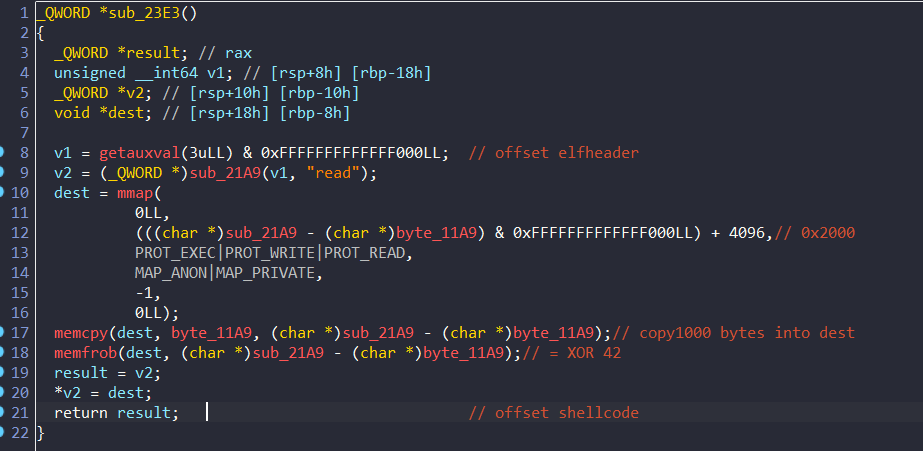 1 _QWORD *sub_23E3()
2 {
3 _QWORD *result; // rax
4 unsigned __int64 v1; // [rsp+8h] [rbp-18h]
5 _QWORD *v2; // [rsp+10h] [rbp-10h]
6 void *dest; // [rsp+18h] [rbp-8h]
7
8 v1 = getauxval(3uLL) & 0xFFFFFFFFFFFFF000LL; // offset elfheader
9 v2 = (_QWORD *)sub_21A9(v1, "read");
10 dest = mmap(
11 0LL,
12 (((char *)sub_21A9 - (char *)byte_11A9) & 0xFFFFFFFFFFFFF000LL) + 4096,// 0x2000
13 PROT_EXEC|PROT_WRITE|PROT_READ,
14 MAP_ANON|MAP_PRIVATE,
15 -1,
16 0LL);
17 memcpy(dest, byte_11A9, (char *)sub_21A9 - (char *)byte_11A9);// copy1000 bytes into dest
18 memfrob(dest, (char *)sub_21A9 - (char *)byte_11A9);// = XOR 42
19 result = v2;
20 *v2 = dest;
21 return result; // offset shellcode
22 }